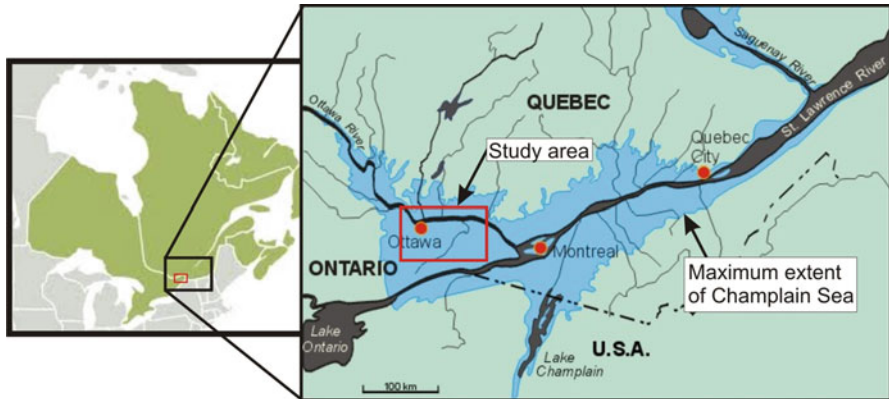 Saguenay River
St. Lawrence River
QUEBEC
Ottawa River
Quebec
City
Study area
Ottawa
Montreal
ONTARIO
Maximum extent
of Champlain Sea
Lake
Ontario
U.S.A.
Lake
Champlain
100 km